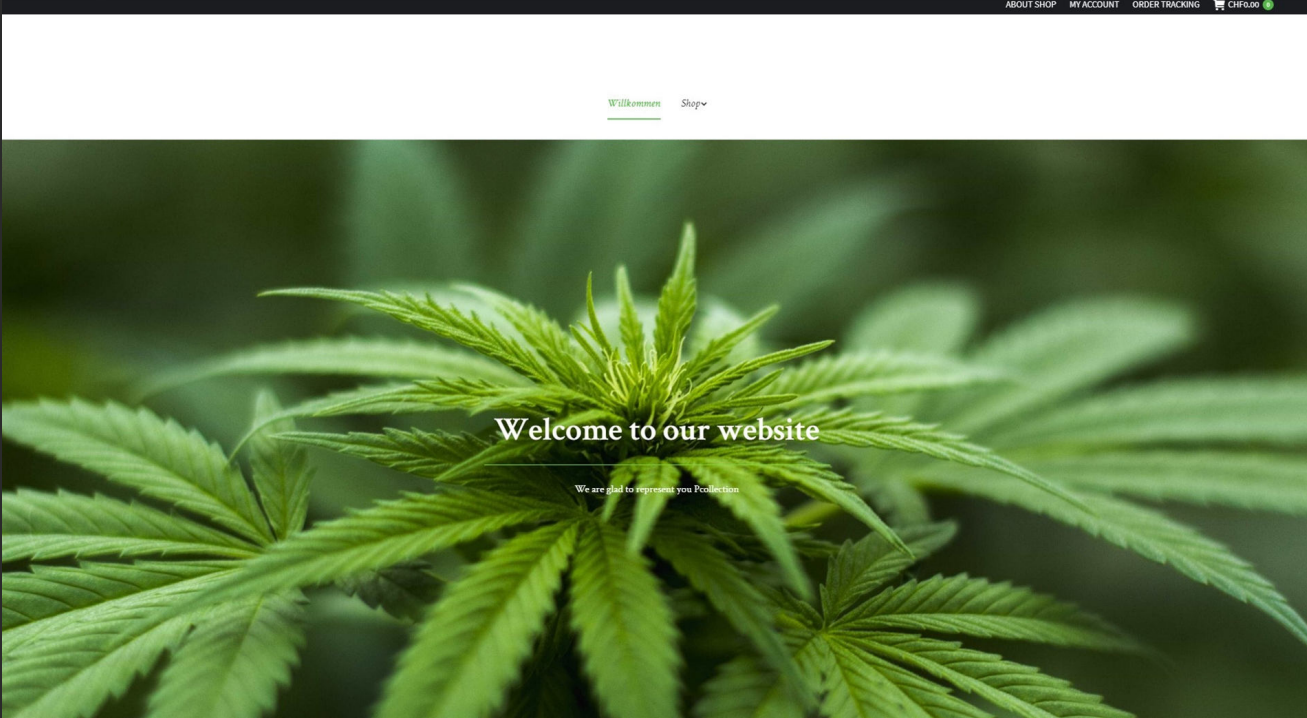 ABOUT SHOP MY ACCOUNT ORDER TRACKING CHF0.00 0
Willkommen Shop
Welcome to our website
We are glad to represent you Pcollection